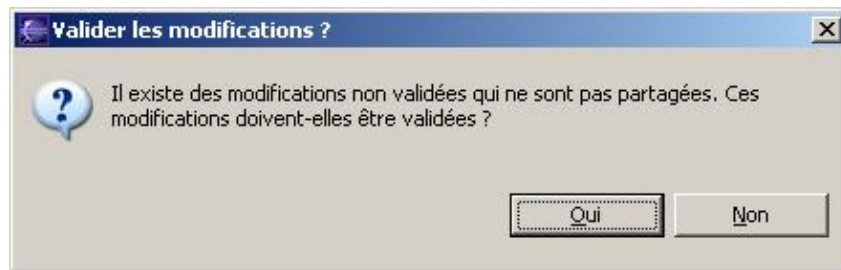 Valider les modifications ?
Il existe des modifications non validées qui ne sont pas partagées. Ces
modifications doivent-elles être validées ?
Oui
Non